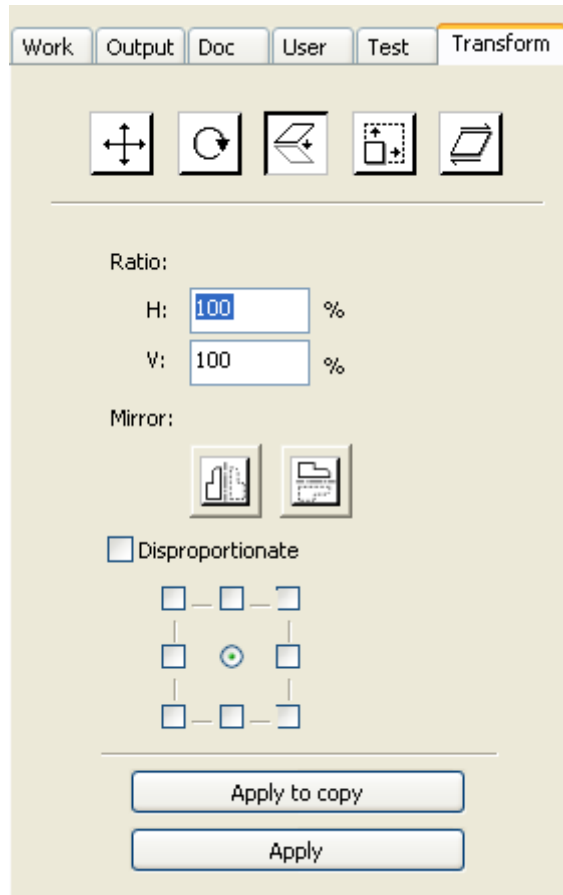 Work Output Doc User Test Transform
Ratio:
H: 100 %
V: 100 %
Mirror:
Disproportionate
Apply to copy
Apply